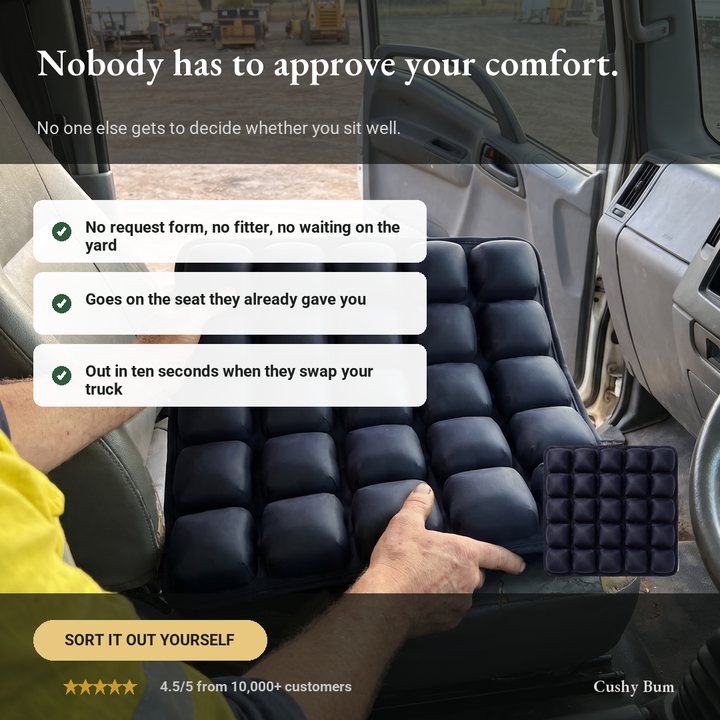 Nobody has to approve your comfort.
No one else gets to decide whether you sit well.
No request form, no fitter, no waiting on the
yard
Goes on the seat they already gave you
Out in ten seconds when they swap your
truck
SORT IT OUT YOURSELF
4.5/5 from 10,000+ customers
Cushy Bum